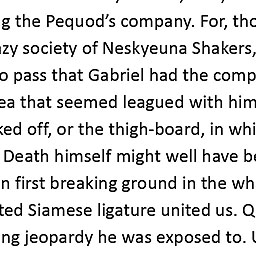 g the Pequod’s company. For, tho
azy society of Neskyeuna Shakers,
o pass that Gabriel had the comp
ea that seemed leagued with him
ked off, or the thigh-board, in whi
Death himself might well have be
n first breaking ground in the wh
ted Siamese ligature united us. Q
ng jeopardy he was exposed to. U